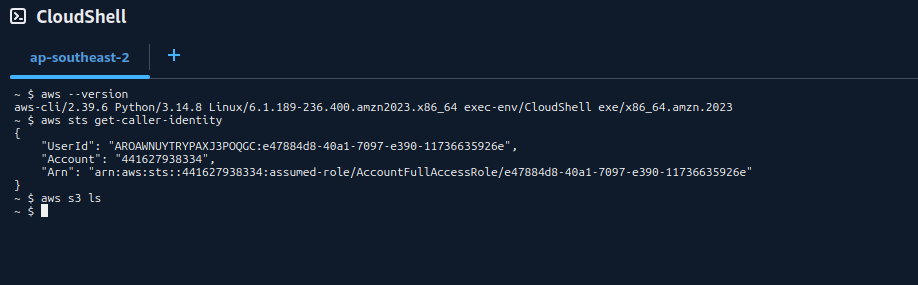 CloudShell
ap-southeast-2 +
~ $ aws --version
aws-cli/2.39.6 Python/3.14.8 Linux/6.1.189-236.400.amzn2023.x86_64 exec-env/CloudShell exe/x86_64.amzn.2023
~ $ aws sts get-caller-identity
{
    "UserId": "AROAWNUYTRYPAXJ3POQGC:e47884d8-40a1-7097-e390-11736635926e",
    "Account": "441627938334",
    "Arn": "arn:aws:sts::441627938334:assumed-role/AccountFullAccessRole/e47884d8-40a1-7097-e390-11736635926e"
}
~ $ aws s3 ls
~ $